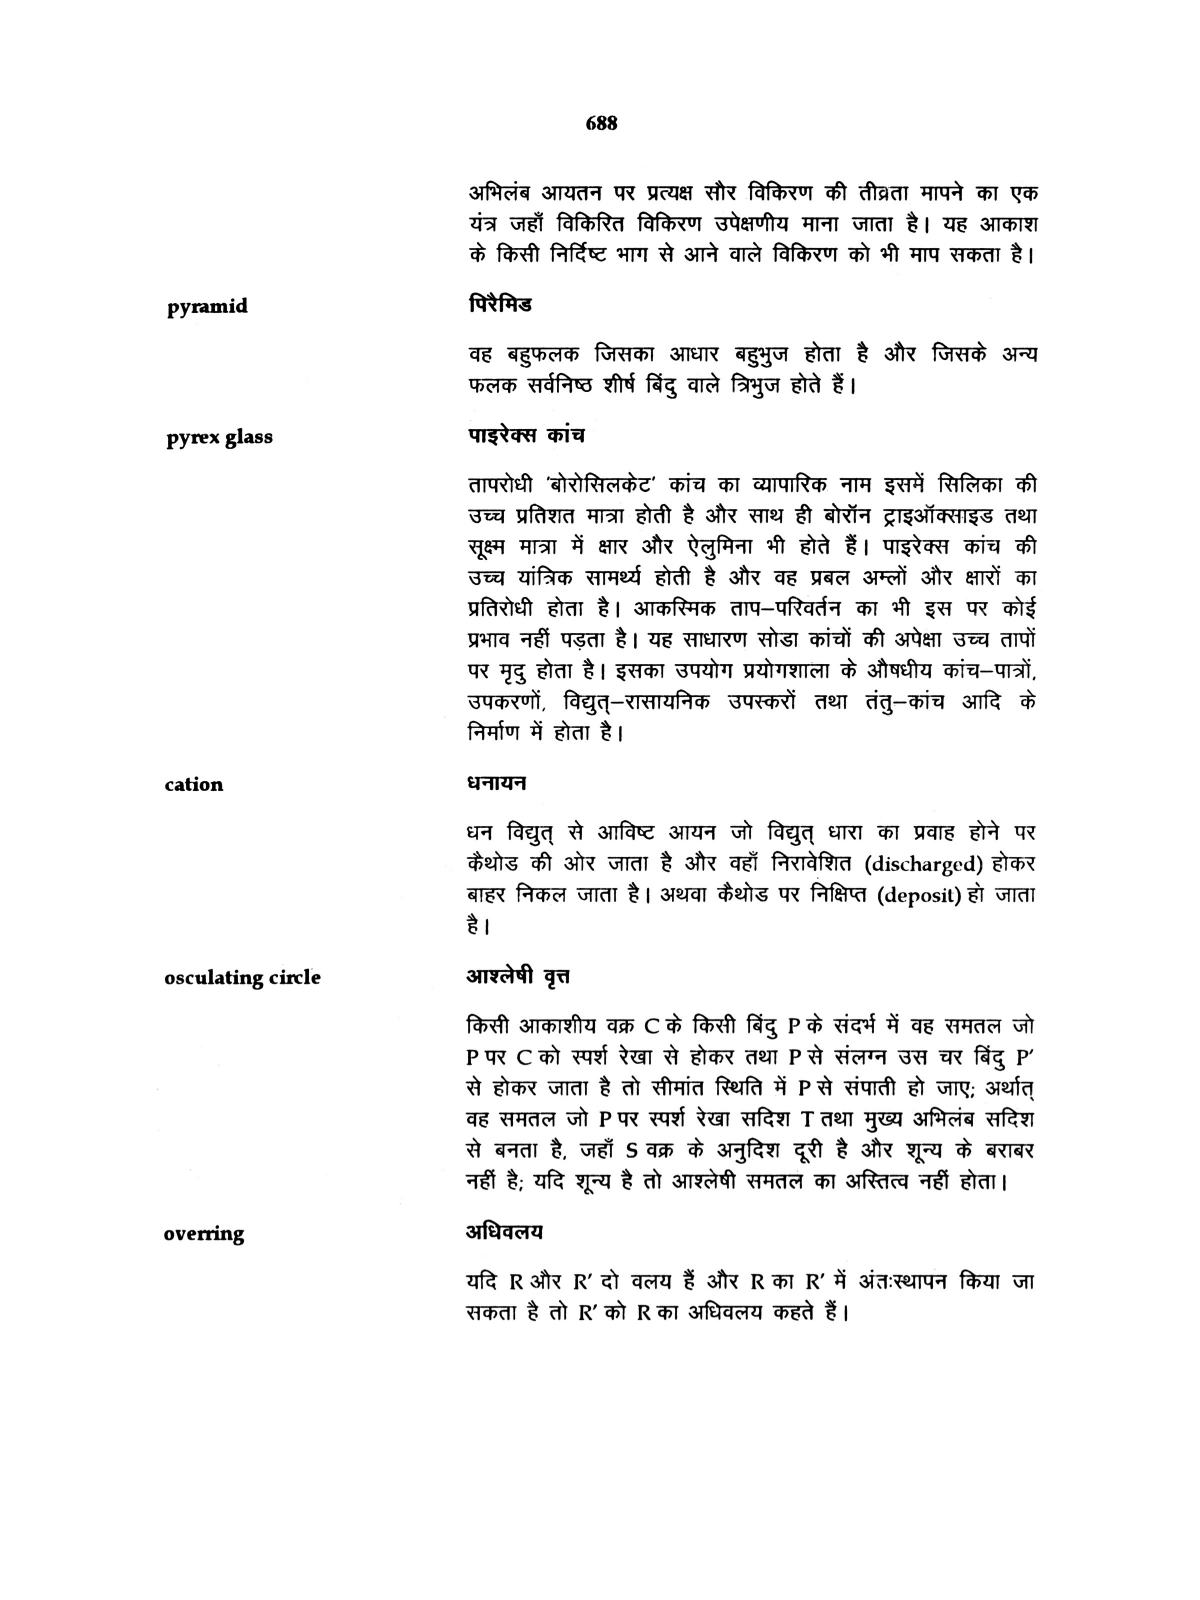 688
अभिलंब आयतन पर प्रत्यक्ष सौर विकिरण की तीव्रता मापने का एक
यंत्र जहाँ विकिरित विकिरण उपेक्षणीय माना जाता है। यह आकाश
के किसी निर्दिष्ट भाग से आने वाले विकिरण को भी माप सकता है।
pyramid पिरैमिड
वह बहुफलक जिसका आधार बहुभुज होता है और जिसके अन्य
फलक सर्वनिष्ठ शीर्ष बिंदु वाले त्रिभुज होते हैं।
pyrex glass पाइरेक्स कांच
तापरोधी 'बोरोसिलकेट' कांच का व्यापारिक नाम इसमें सिलिका की
उच्च प्रतिशत मात्रा होती है और साथ ही बोरॉन ट्राइऑक्साइड तथा
सूक्ष्म मात्रा में क्षार और ऐलुमिना भी होते हैं। पाइरेक्स कांच की
उच्च यांत्रिक सामर्थ्य होती है और वह प्रबल अम्लों और क्षारों का
प्रतिरोधी होता है। आकस्मिक ताप–परिवर्तन का भी इस पर कोई
प्रभाव नहीं पड़ता है। यह साधारण सोडा कांचों की अपेक्षा उच्च तापों
पर मृदु होता है। इसका उपयोग प्रयोगशाला के औषधीय कांच–पात्रों,
उपकरणों, विद्युत्–रासायनिक उपस्करों तथा तंतु–कांच आदि के
निर्माण में होता है।
cation धनायन
धन विद्युत् से आविष्ट आयन जो विद्युत् धारा का प्रवाह होने पर
कैथोड की ओर जाता है और वहाँ निरावेशित (discharged) होकर
बाहर निकल जाता है। अथवा कैथोड पर निक्षिप्त (deposit) हो जाता
है।
osculating circle आश्लेषी वृत्त
किसी आकाशीय वक्र C के किसी बिंदु P के संदर्भ में वह समतल जो
P पर C को स्पर्श रेखा से होकर तथा P से संलग्न उस चर बिंदु P′
से होकर जाता है तो सीमांत स्थिति में P से संपाती हो जाए; अर्थात्
वह समतल जो P पर स्पर्श रेखा सदिश T तथा मुख्य अभिलंब सदिश
से बनता है, जहाँ S वक्र के अनुदिश दूरी है और शून्य के बराबर
नहीं है; यदि शून्य है तो आश्लेषी समतल का अस्तित्व नहीं होता।
overring अधिवलय
यदि R और R′ दो वलय हैं और R का R′ में अंतःस्थापन किया जा
सकता है तो R′ को R का अधिवलय कहते हैं।